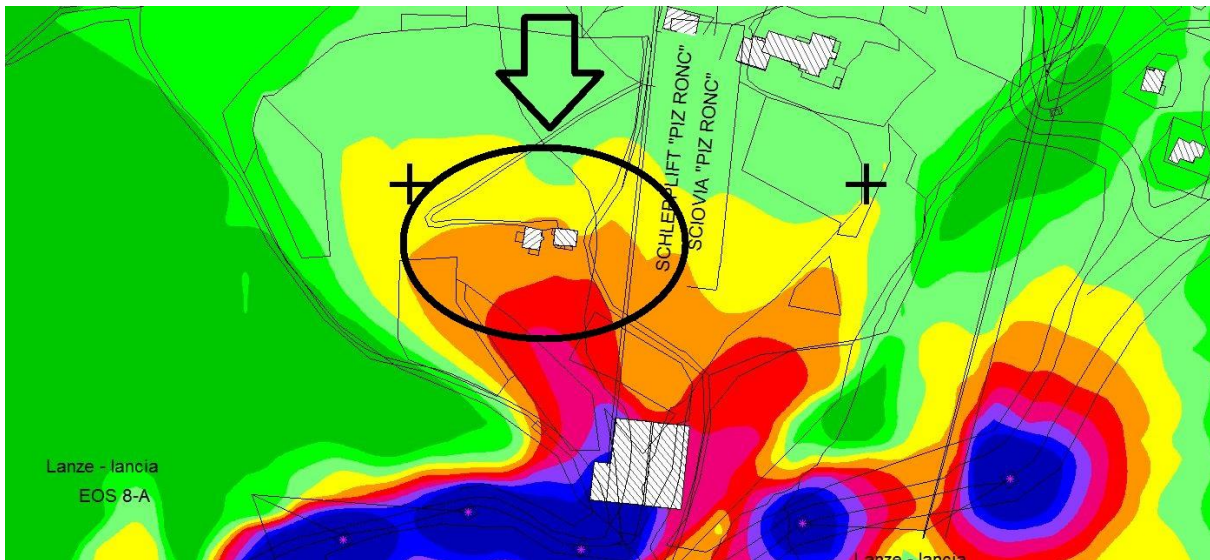 SCHLEPPLIFT "PIZ RONC"
SCIOVIA "PIZ RONC"
Lanze - lancia
EOS 8-A
Lanze - lancia